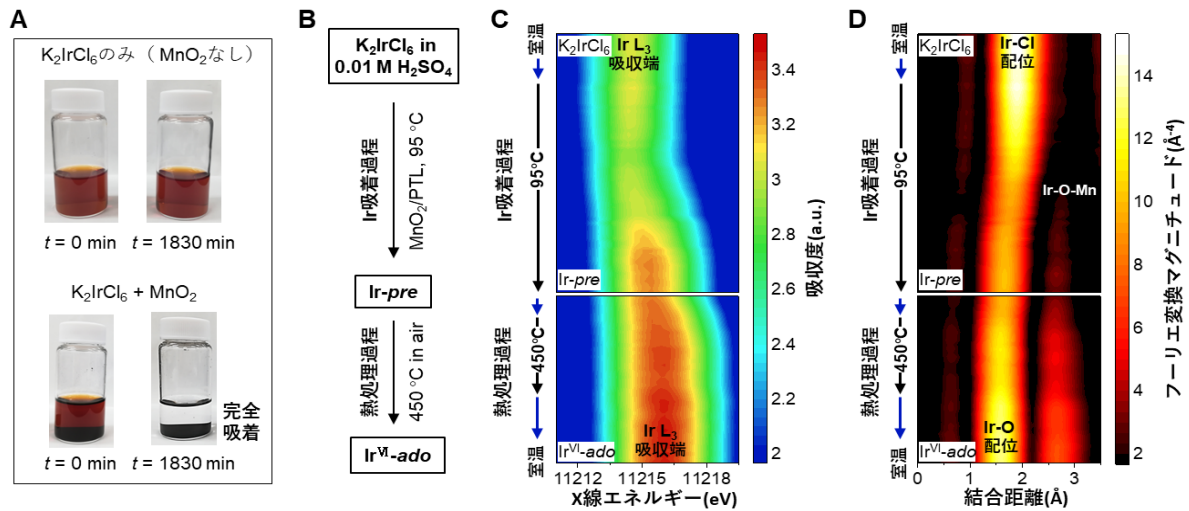 A
K₂IrCl₆のみ（ MnO₂なし）
t = 0 min
t = 1830 min
K₂IrCl₆ + MnO₂
完全
吸着
t = 0 min
t = 1830 min
B
K₂IrCl₆ in
0.01 M H₂SO₄
Ir吸着過程
MnO₂/PTL, 95 °C
Ir-pre
熱処理過程
450 °C in air
Irⱽᴵ-ado
C
室温
95°C
Ir吸着過程
450°C
熱処理過程
室温
K₂IrCl₆
Ir L₃
吸収端
Ir-pre
Ir L₃
吸収端
Irⱽᴵ-ado
11212
11215
11218
X線エネルギー(eV)
3.4
3.2
3
2.8
2.6
2.4
2.2
2
吸収度(a.u.)
D
室温
95°C
Ir吸着過程
450°C
熱処理過程
室温
K₂IrCl₆
Ir-Cl
配位
Ir-O-Mn
Ir-pre
Ir-O
配位
Irⱽᴵ-ado
0
1
2
3
結合距離(Å)
14
12
10
8
6
4
2
フーリエ変換マグニチュード(Å⁻⁴)